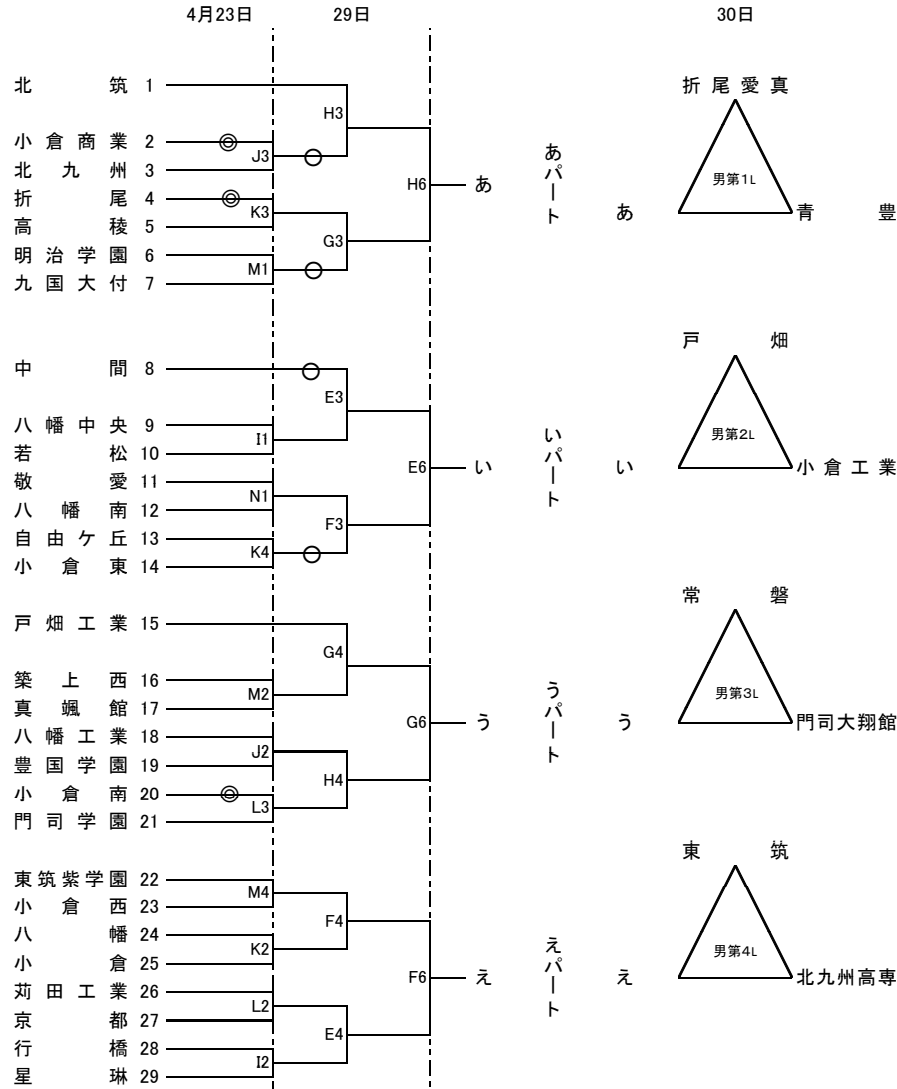 4月23日 29日 30日
北筑 1
小倉商業 2
北九州 3
折尾 4
高稜 5
明治学園 6
九国大付 7
J3
K3
M1
H3
G3
H6
あ
あパート
折尾愛真
男第1L
あ
青豊
中間 8
八幡中央 9
若松 10
敬愛 11
八幡南 12
自由ケ丘 13
小倉東 14
I1
N1
K4
E3
F3
E6
い
いパート
戸畑
男第2L
い
小倉工業
戸畑工業 15
築上西 16
真颯館 17
八幡工業 18
豊国学園 19
小倉南 20
門司学園 21
M2
J2
L3
G4
H4
G6
う
うパート
常磐
男第3L
う
門司大翔館
東筑紫学園 22
小倉西 23
八幡 24
小倉 25
苅田工業 26
京都 27
行橋 28
星琳 29
M4
K2
L2
I2
F4
E4
F6
え
えパート
東筑
男第4L
え
北九州高専